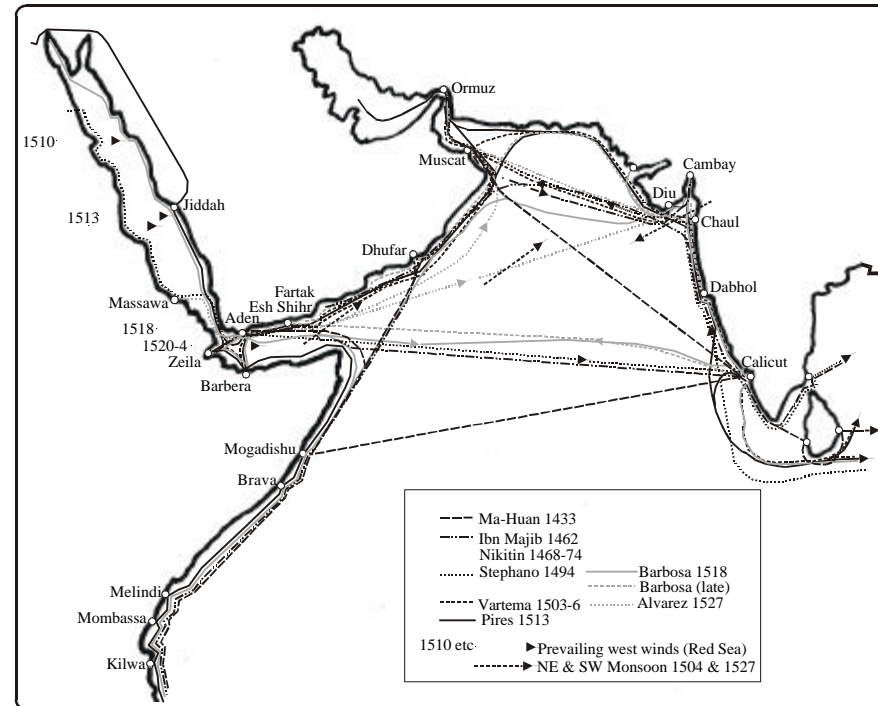 Ormuz
1510
Muscat
Cambay
Diu
Jiddah
1513
Chaul
Dhufar
Fartak
Massawa
Esh Shihr
Dabhol
Aden
1518
1520-4
Zeila
Calicut
Barbera
Mogadishu
Brava
Ma-Huan 1433
Ibn Majib 1462
Nikitin 1468-74
Stephano 1494
Barbosa 1518
Barbosa (late)
Vartema 1503-6
Alvarez 1527
Pires 1513
1510 etc
Prevailing west winds (Red Sea)
NE & SW Monsoon 1504 & 1527
Melindi
Mombassa
Kilwa